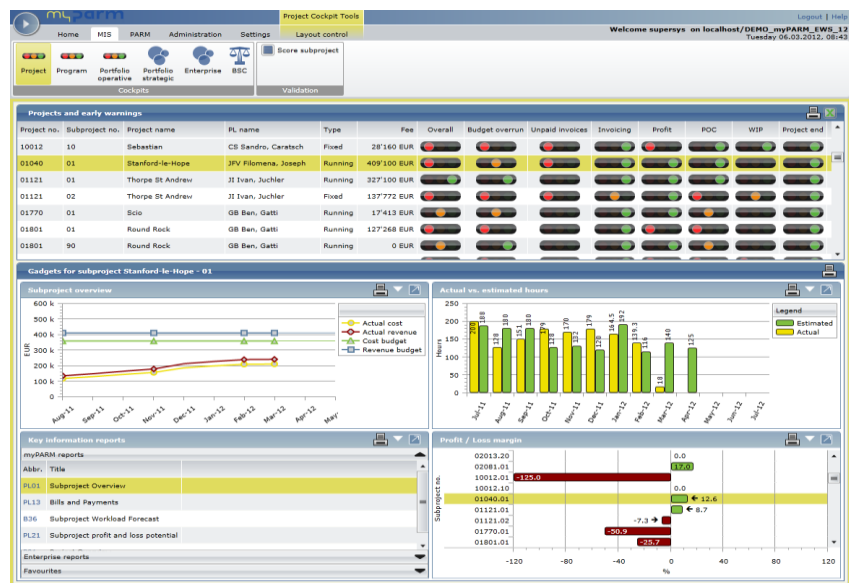 myparm
Project Cockpit Tools
Logout | Help
Home MIS PARM Administration Settings Layout control
Welcome supersys on localhost/DEMO_myPARM_EWS_12
Tuesday 06.03.2012, 08:43
Score subproject
Project Program Portfolio operative Portfolio strategic Enterprise BSC
Cockpits Validation
Projects and early warnings
Project no. Subproject no. Project name PL name Type Fee Overall Budget overrun Unpaid invoices Invoicing Profit POC WIP Project end
10012 10 Sebastian CS Sandro, Caratsch Fixed 28'160 EUR
01040 01 Stanford-le-Hope JFV Filomena, Joseph Running 409'100 EUR
01121 01 Thorpe St Andrew JI Ivan, Juchler Running 327'100 EUR
01121 02 Thorpe St Andrew JI Ivan, Juchler Fixed 137'772 EUR
01770 01 Scio GB Ben, Gatti Running 17'413 EUR
01801 01 Round Rock GB Ben, Gatti Running 127'268 EUR
01801 90 Round Rock GB Ben, Gatti Running 0 EUR
Gadgets for subproject Stanford-le-Hope - 01
Subproject overview
600 k
500 k
400 k
300 k
200 k
100 k
0
EUR
Aug-11 Sep-11 Oct-11 Nov-11 Dec-11 Jan-12 Feb-12 Mar-12 Apr-12 May-
Actual cost
Actual revenue
Cost budget
Revenue budget
Actual vs. estimated hours
250
200
150
100
50
0
Hours
200 188 128 180 151 180 179 128 170 132 179 120 164.5 192 139.3 116 18 140 125
Jul-11 Aug-11 Sep-11 Oct-11 Nov-11 Dec-11 Jan-12 Feb-12 Mar-12 Apr-12 May-12 Jun-12 Jul-12
Legend
Estimated
Actual
Key information reports
myPARM reports
Abbr. Title
PL01 Subproject Overview
PL13 Bills and Payments
B36 Subproject Workload Forecast
PL21 Subproject profit and loss potential
Enterprise reports
Favourites
Profit / Loss margin
Subproject no.
02013.20 0.0
02081.01 17.0
10012.01 -125.0
10012.10 0.0
01040.01 12.6
01121.01 8.7
01121.02 -7.3
01770.01 -50.9
01801.01 -25.7
-120 -80 -40 0 40 80 120
%